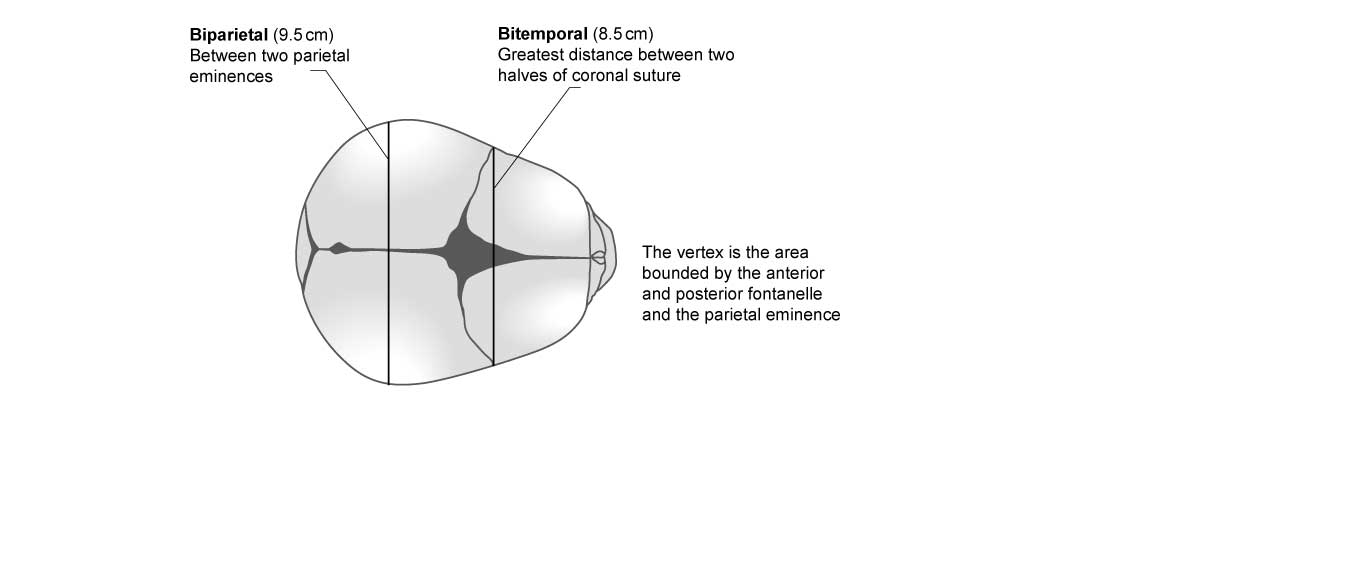 Biparietal (9.5 cm)
Between two parietal
eminences
Bitemporal (8.5 cm)
Greatest distance between two
halves of coronal suture
The vertex is the area
bounded by the anterior
and posterior fontanelle
and the parietal eminence